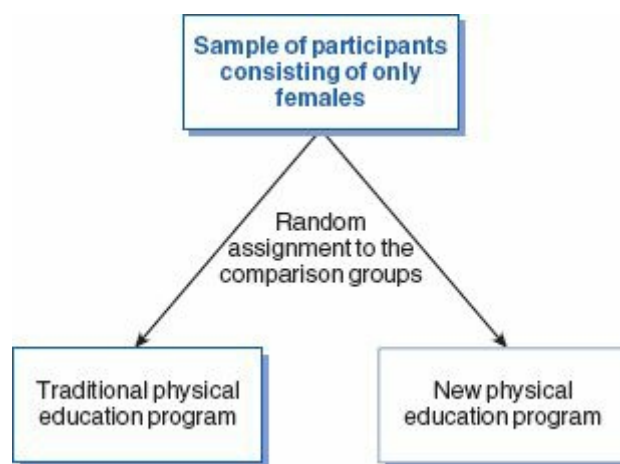 Sample of participants
consisting of only
females
Random
assignment to the
comparison groups
Traditional physical
education program
New physical
education program